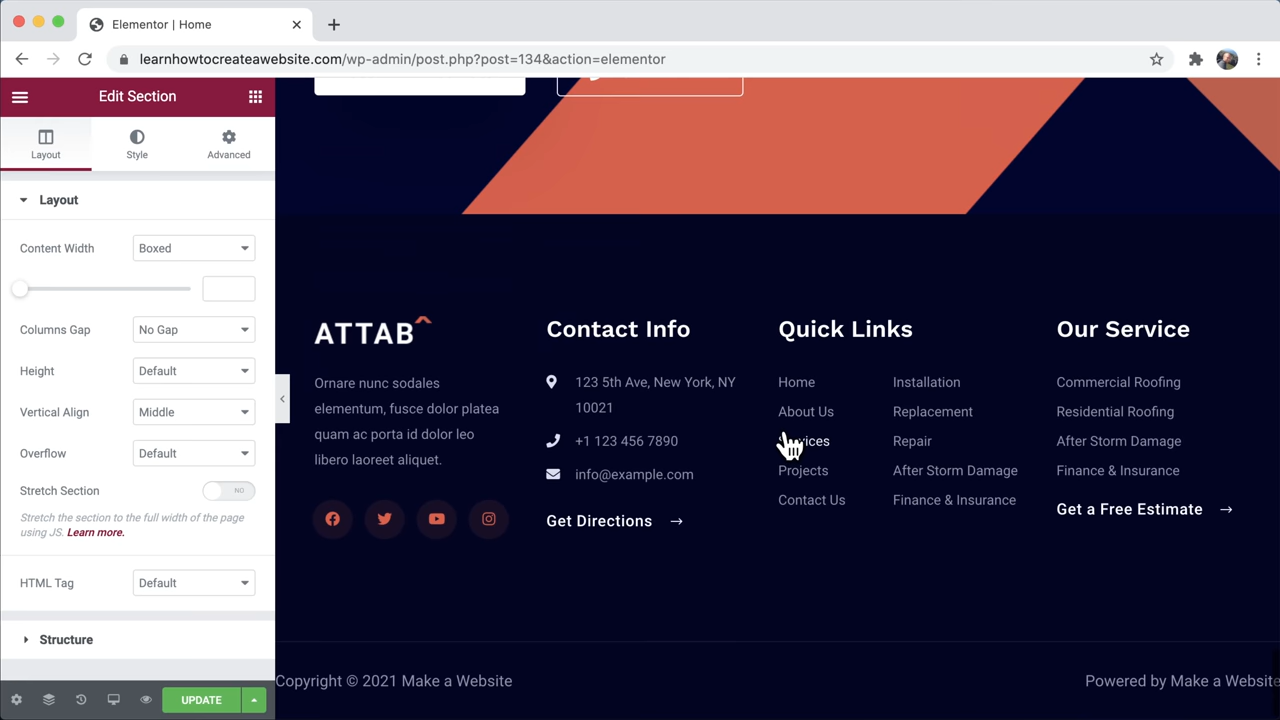 Elementor | Home
learnhowtocreateawebsite.com/wp-admin/post.php?post=134&action=elementor
Edit Section
Layout
Style
Advanced
Layout
Content Width
Boxed
Columns Gap
No Gap
Height
Default
Vertical Align
Middle
Overflow
Default
Stretch Section
NO
Stretch the section to the full width of the page
using JS. Learn more.
HTML Tag
Default
Structure
UPDATE
ATTAB
Ornare nunc sodales
elementum, fusce dolor platea
quam ac porta id dolor leo
libero laoreet aliquet.
Contact Info
123 5th Ave, New York, NY
10021
+1 123 456 7890
info@example.com
Get Directions →
Quick Links
Home
About Us
Projects
Contact Us
Installation
Replacement
Repair
After Storm Damage
Finance & Insurance
Our Service
Commercial Roofing
Residential Roofing
After Storm Damage
Finance & Insurance
Get a Free Estimate →
Copyright © 2021 Make a Website
Powered by Make a Website